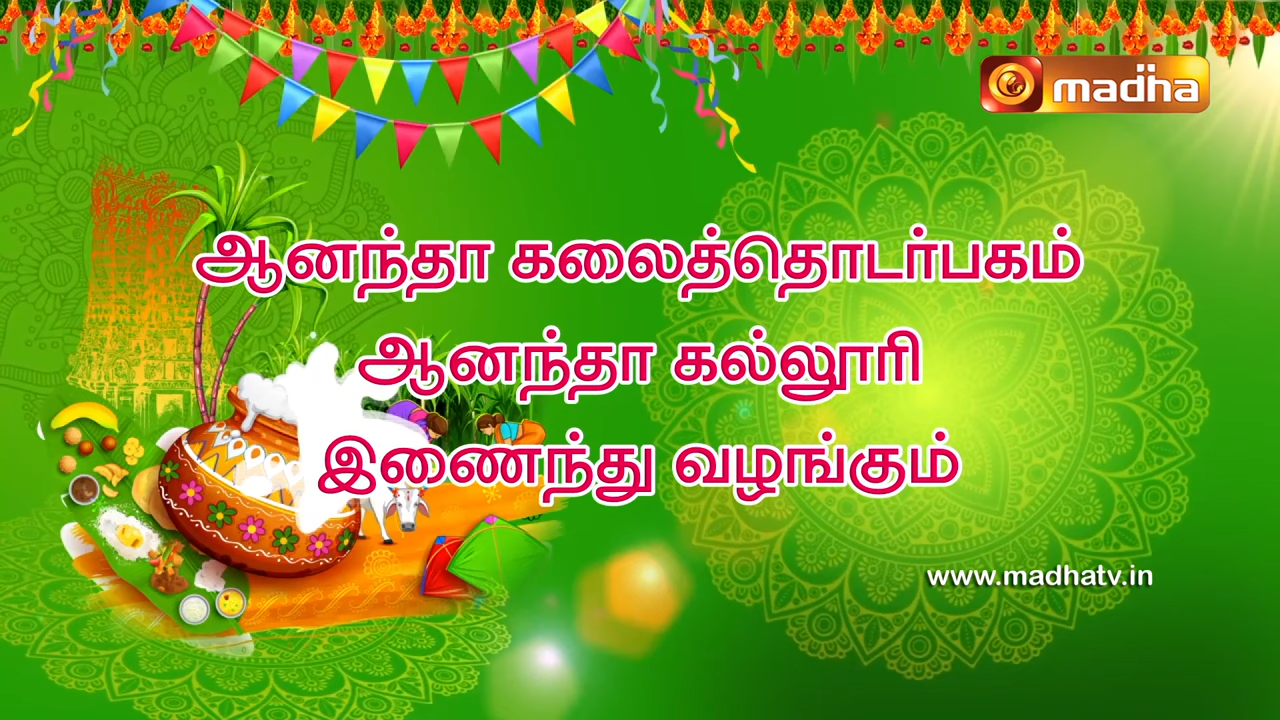 madha
ஆனந்தா கலைத்தொடர்பகம்
ஆனந்தா கல்லூரி
இணைந்து வழங்கும்
www.madhatv.in